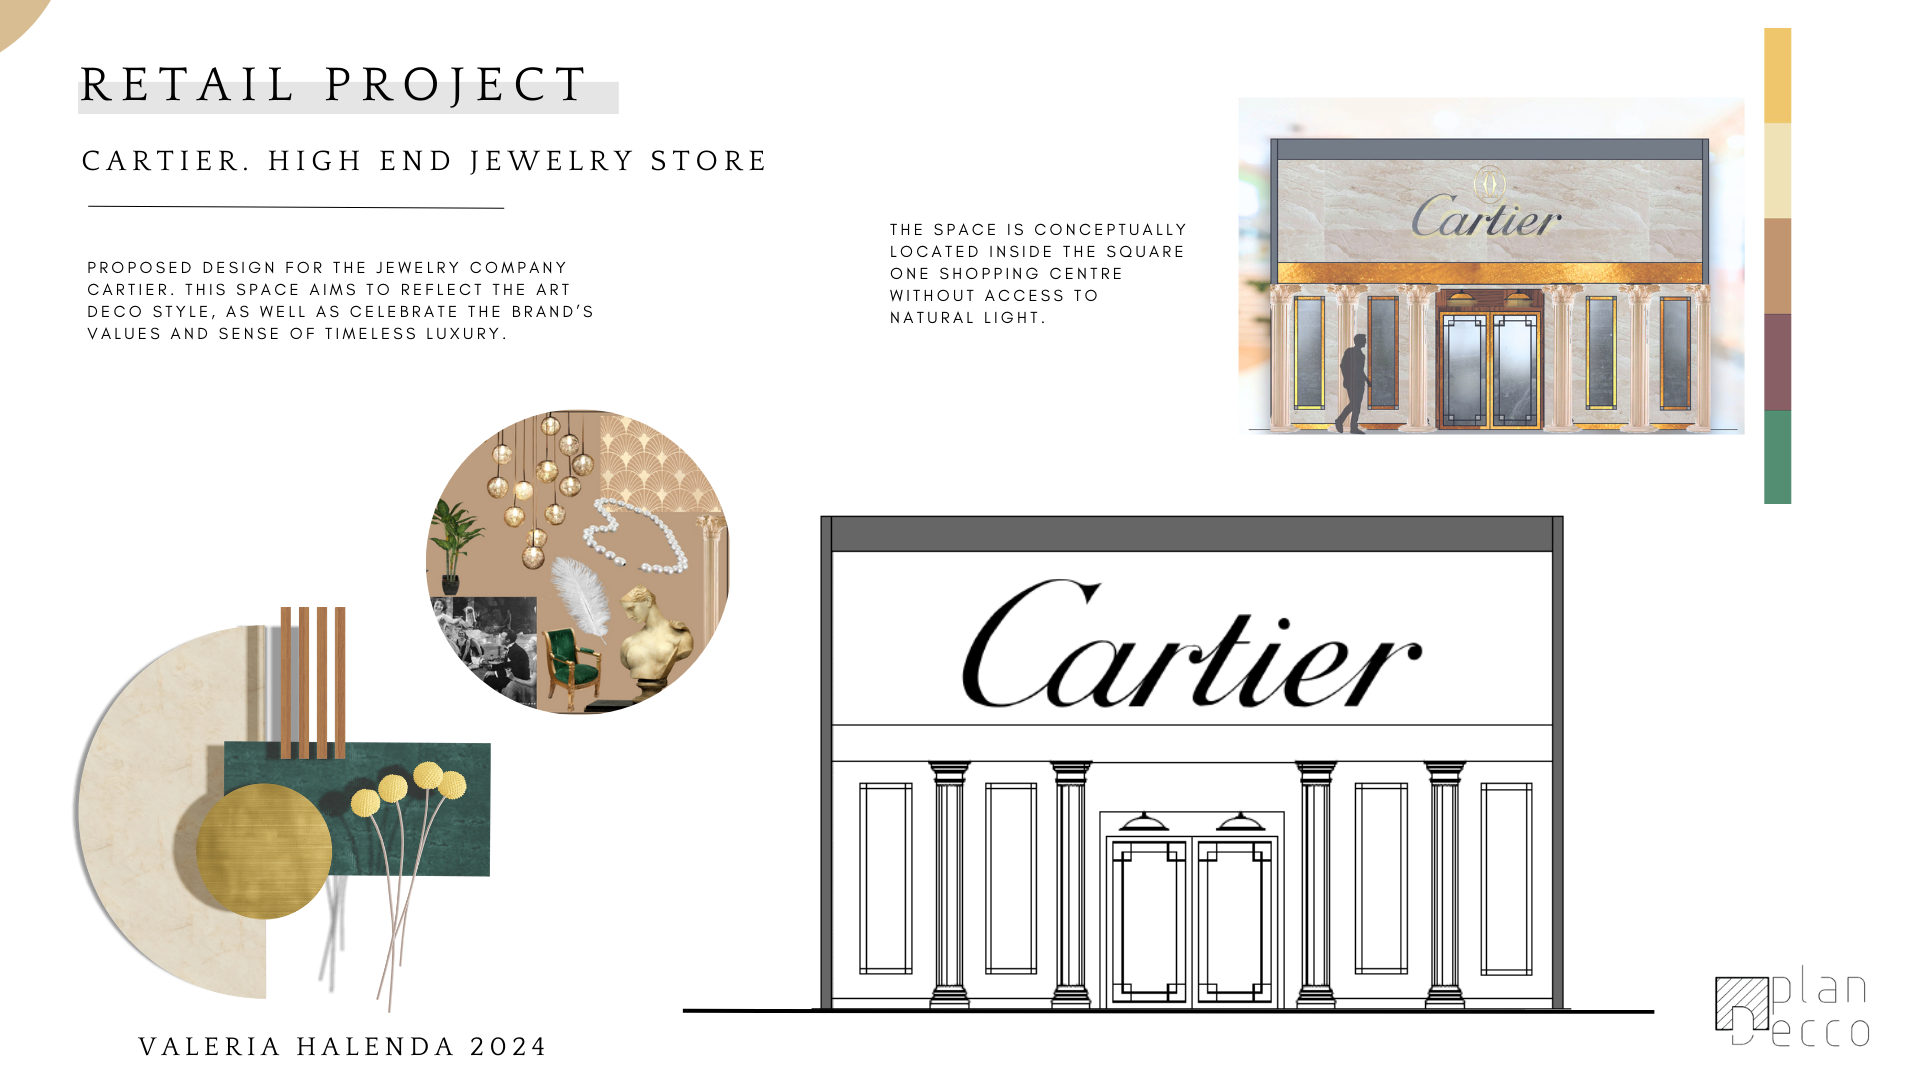 RETAIL PROJECT
CARTIER. HIGH END JEWELRY STORE
PROPOSED DESIGN FOR THE JEWELRY COMPANY
CARTIER. THIS SPACE AIMS TO REFLECT THE ART
DECO STYLE, AS WELL AS CELEBRATE THE BRAND'S
VALUES AND SENSE OF TIMELESS LUXURY.
THE SPACE IS CONCEPTUALLY
LOCATED INSIDE THE SQUARE
ONE SHOPPING CENTRE
WITHOUT ACCESS TO
NATURAL LIGHT.
Cartier
Cartier
VALERIA HALENDA 2024
plan
Decco